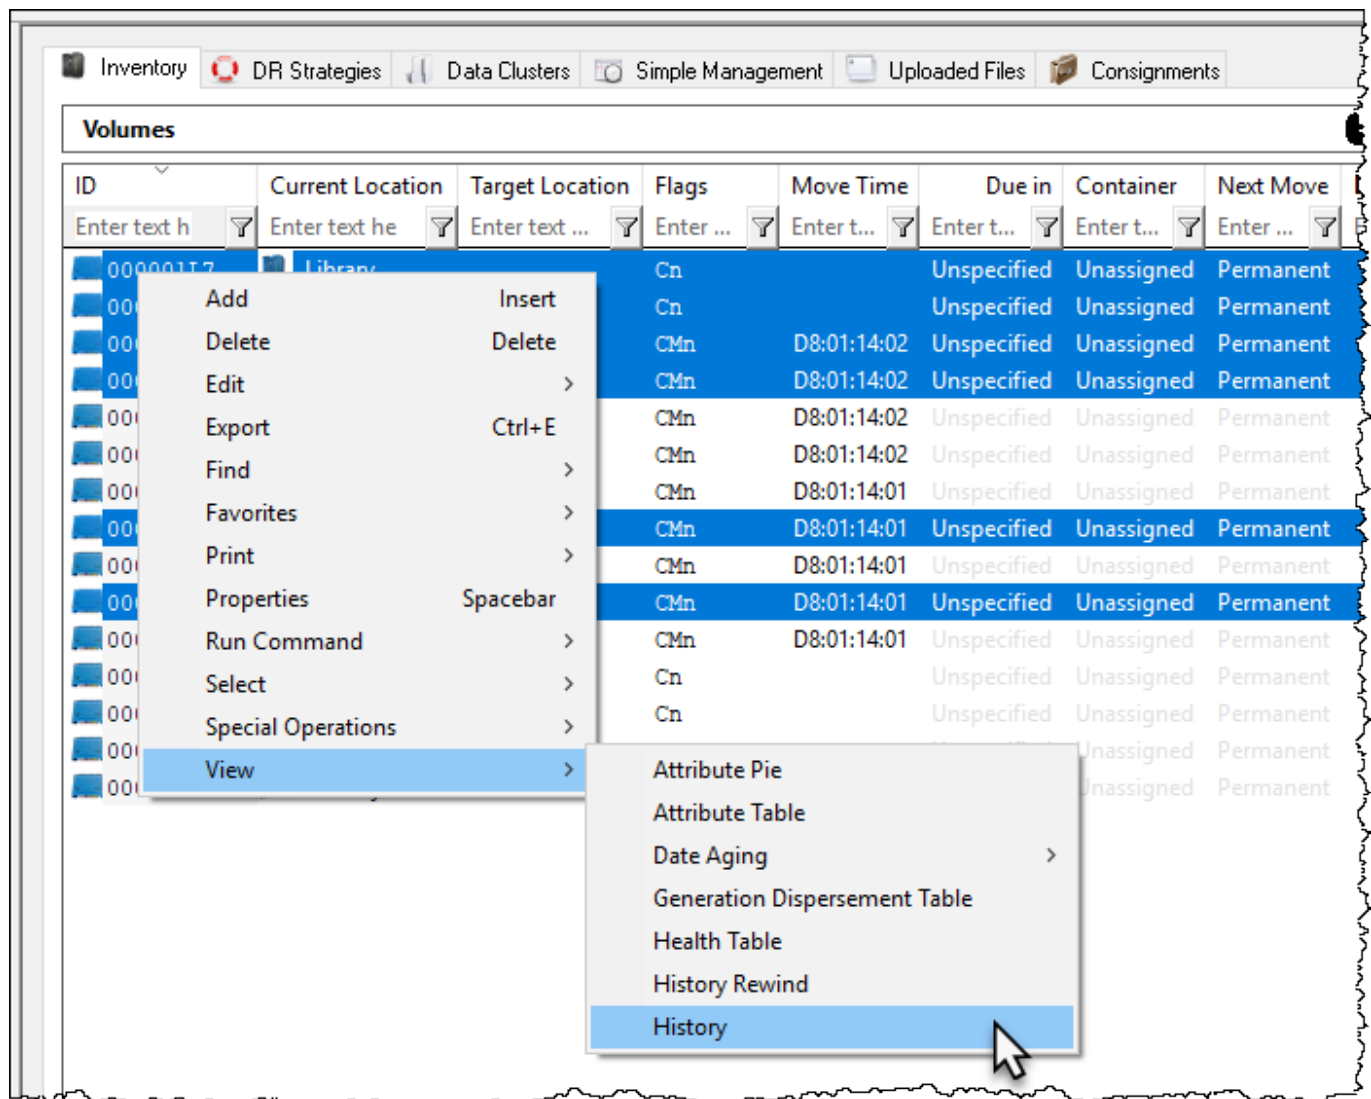 Inventory DR Strategies Data Clusters Simple Management Uploaded Files Consignments
Volumes
ID Current Location Target Location Flags Move Time Due in Container Next Move
Enter text h Enter text he Enter text ... Enter ... Enter t... Enter t... Enter t... Enter ...
000001L7 Library Cn Unspecified Unassigned Permanent
Add Insert
Cn Unspecified Unassigned Permanent
Delete Delete
CMn D8:01:14:02 Unspecified Unassigned Permanent
Edit
CMn D8:01:14:02 Unspecified Unassigned Permanent
Export Ctrl+E
CMn D8:01:14:02 Unspecified Unassigned Permanent
Find
CMn D8:01:14:02 Unspecified Unassigned Permanent
CMn D8:01:14:01 Unspecified Unassigned Permanent
Favorites
CMn D8:01:14:01 Unspecified Unassigned Permanent
Print
CMn D8:01:14:01 Unspecified Unassigned Permanent
Properties Spacebar
CMn D8:01:14:01 Unspecified Unassigned Permanent
Run Command
CMn D8:01:14:01 Unspecified Unassigned Permanent
Select
Cn Unspecified Unassigned Permanent
Special Operations
Cn Unspecified Unassigned Permanent
View
Unassigned Permanent
Attribute Pie
Unassigned Permanent
Attribute Table
Date Aging
Generation Dispersement Table
Health Table
History Rewind
History